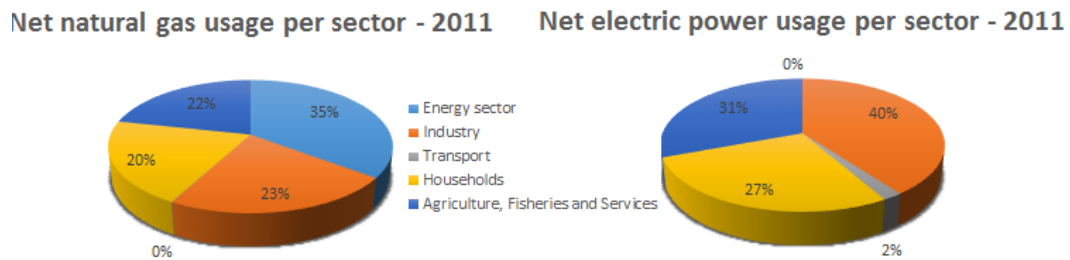 Net natural gas usage per sector - 2011
22%
35%
20%
23%
0%
Energy sector
Industry
Transport
Households
Agriculture, Fisheries and Services
Net electric power usage per sector - 2011
0%
31%
40%
27%
2%